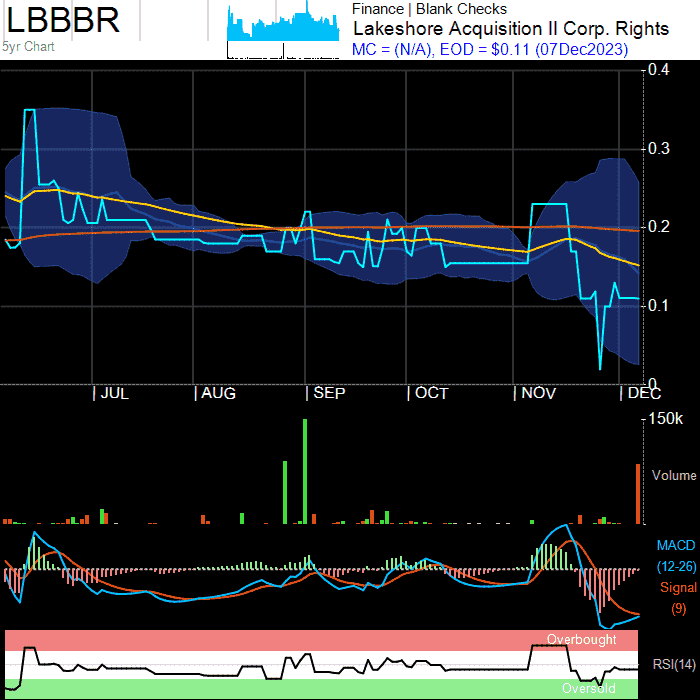 LBBBR
5yr Chart
Finance | Blank Checks
Lakeshore Acquisition II Corp. Rights
MC = (N/A), EOD = $0.11 (07Dec2023)
0.4
0.3
0.2
0.1
0
JUL
AUG
SEP
OCT
NOV
DEC
150k
Volume
MACD
(12-26)
Signal
(9)
Overbought
RSI(14)
Oversold